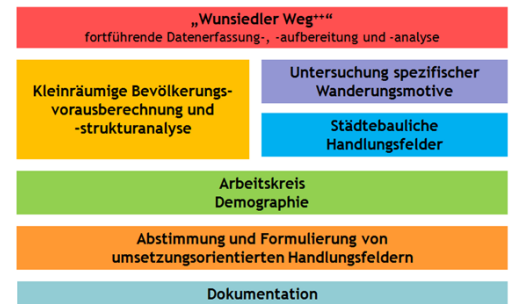 „Wunsiedler Weg⁺⁺“
fortführende Datenerfassung-, -aufbereitung und -analyse
Kleinräumige Bevölkerungs-
vorausberechnung und
-strukturanalyse
Untersuchung spezifischer
Wanderungsmotive
Städtebauliche
Handlungsfelder
Arbeitskreis
Demographie
Abstimmung und Formulierung von
umsetzungsorientierten Handlungsfeldern
Dokumentation